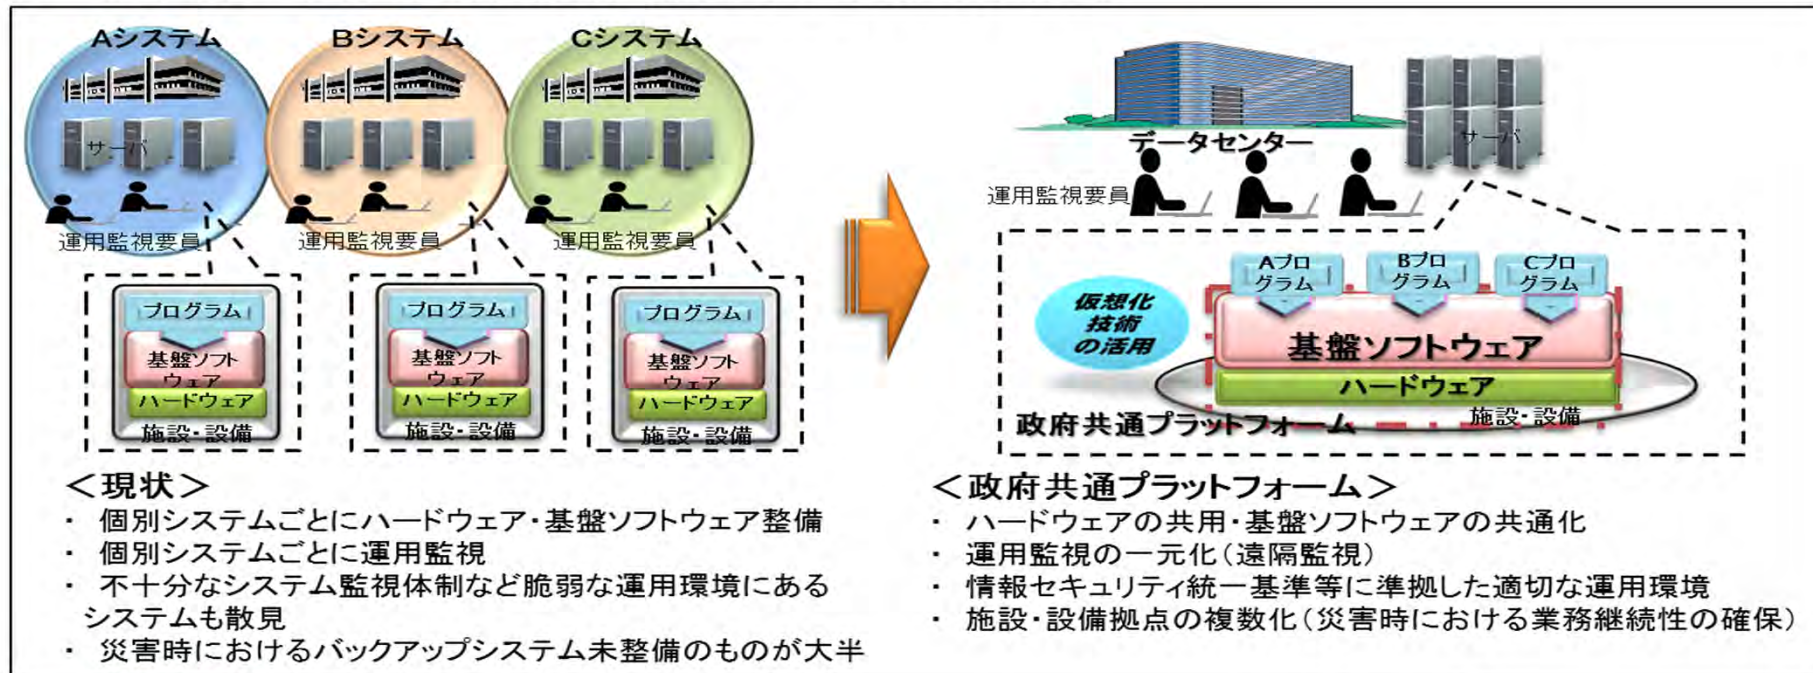 Aシステム
Bシステム
Cシステム
サーバ
運用監視要員
運用監視要員
運用監視要員
プログラム
基盤ソフト
ウェア
ハードウェア
施設・設備
プログラム
基盤ソフト
ウェア
ハードウェア
施設・設備
プログラム
基盤ソフト
ウェア
ハードウェア
施設・設備
<現状>
・ 個別システムごとにハードウェア・基盤ソフトウェア整備
・ 個別システムごとに運用監視
・ 不十分なシステム監視体制など脆弱な運用環境にある
システムも散見
・ 災害時におけるバックアップシステム未整備のものが大半
データセンター
サーバ
運用監視要員
仮想化
技術
の活用
Aプロ
グラム
Bプロ
グラム
Cプロ
グラム
基盤ソフトウェア
ハードウェア
施設・設備
政府共通プラットフォーム
<政府共通プラットフォーム>
・ ハードウェアの共用・基盤ソフトウェアの共通化
・ 運用監視の一元化(遠隔監視)
・ 情報セキュリティ統一基準等に準拠した適切な運用環境
・ 施設・設備拠点の複数化(災害時における業務継続性の確保)